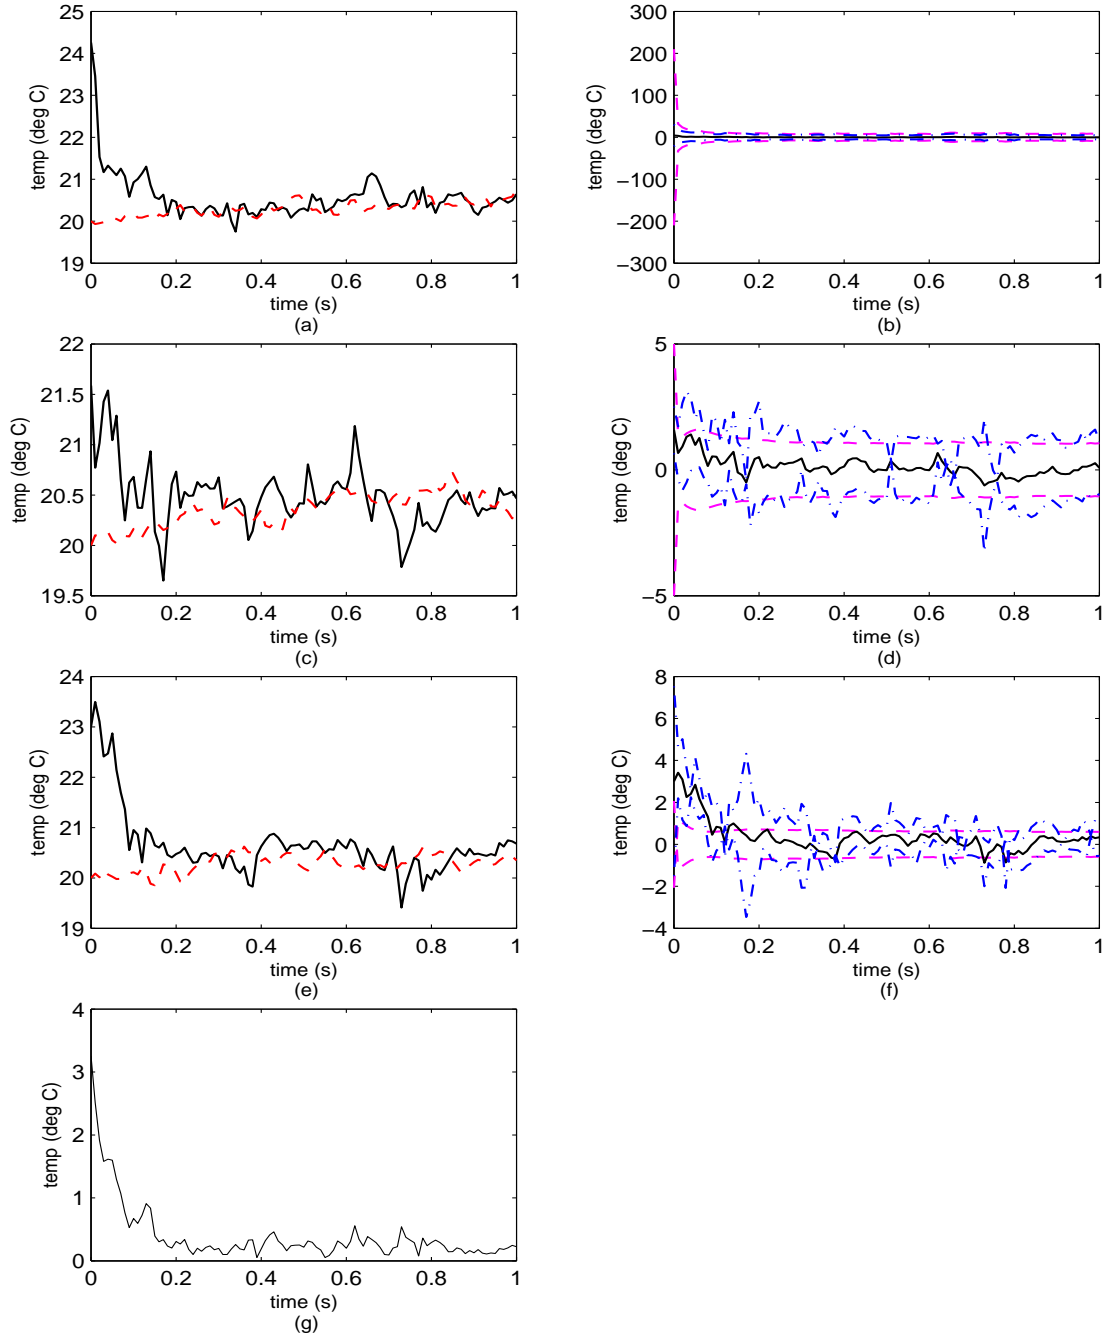 25
24
23
22
21
20
19
temp (deg C)
0 0.2 0.4 0.6 0.8 1
time (s)
(a)
300
200
100
0
−100
−200
−300
temp (deg C)
0 0.2 0.4 0.6 0.8 1
time (s)
(b)
22
21.5
21
20.5
20
19.5
temp (deg C)
0 0.2 0.4 0.6 0.8 1
time (s)
(c)
5
0
−5
temp (deg C)
0 0.2 0.4 0.6 0.8 1
time (s)
(d)
24
23
22
21
20
19
temp (deg C)
0 0.2 0.4 0.6 0.8 1
time (s)
(e)
8
6
4
2
0
−2
−4
temp (deg C)
0 0.2 0.4 0.6 0.8 1
time (s)
(f)
4
3
2
1
0
temp (deg C)
0 0.2 0.4 0.6 0.8 1
time (s)
(g)